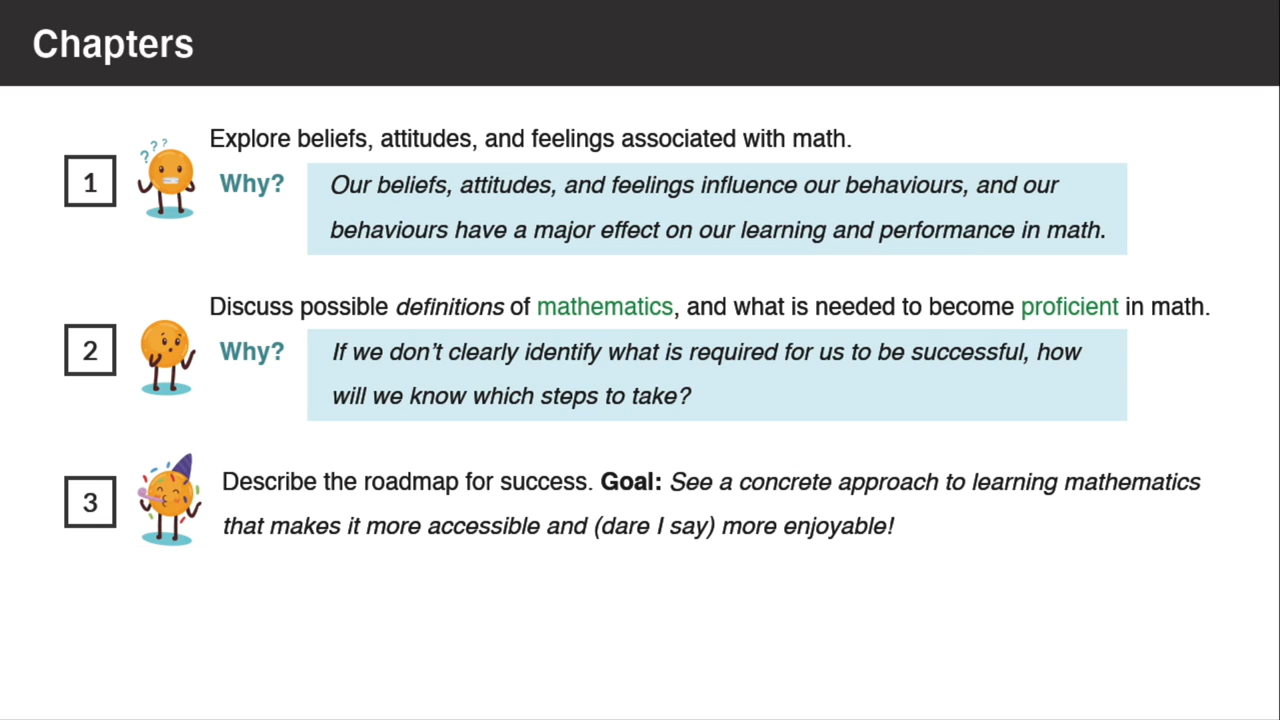 Chapters
Explore beliefs, attitudes, and feelings associated with math.
1
Why?
Our beliefs, attitudes, and feelings influence our behaviours, and our
behaviours have a major effect on our learning and performance in math.
Discuss possible definitions of mathematics, and what is needed to become proficient in math.
2
Why?
If we don’t clearly identify what is required for us to be successful, how
will we know which steps to take?
3
Describe the roadmap for success. Goal: See a concrete approach to learning mathematics
that makes it more accessible and (dare I say) more enjoyable!